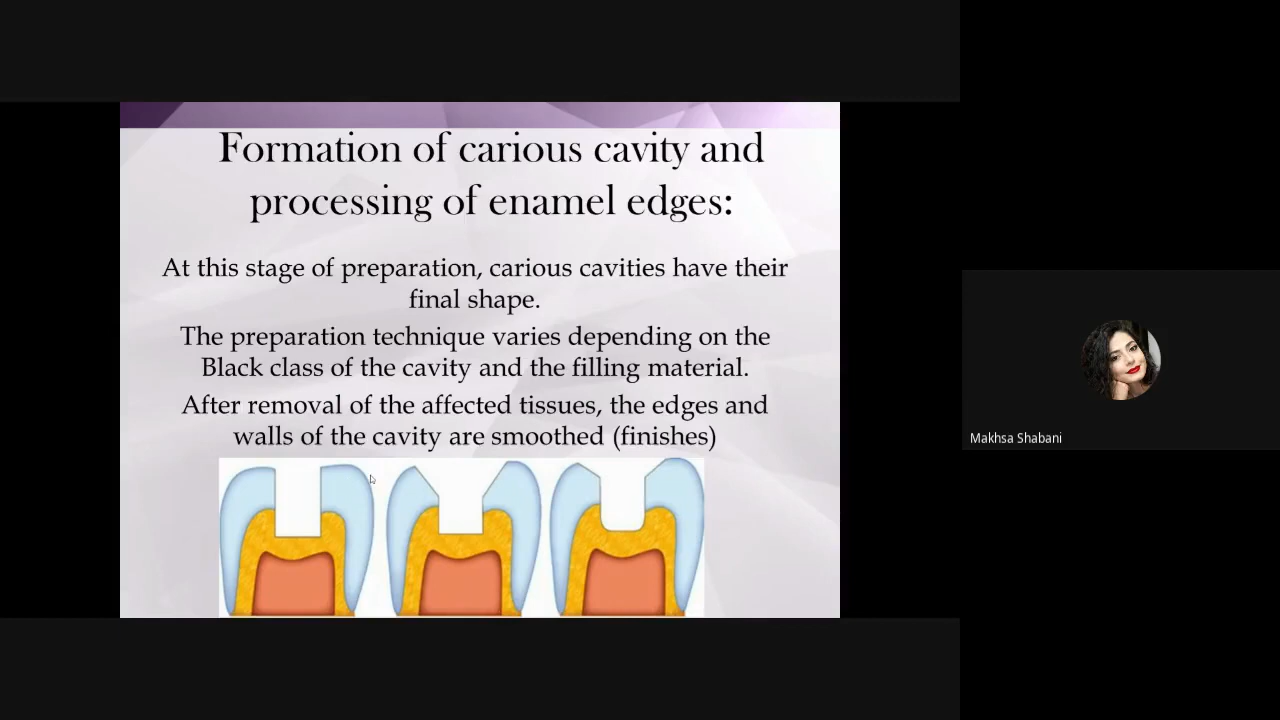 Formation of carious cavity and
processing of enamel edges:
At this stage of preparation, carious cavities have their
final shape.
The preparation technique varies depending on the
Black class of the cavity and the filling material.
After removal of the affected tissues, the edges and
walls of the cavity are smoothed (finishes)
Makhsa Shabani